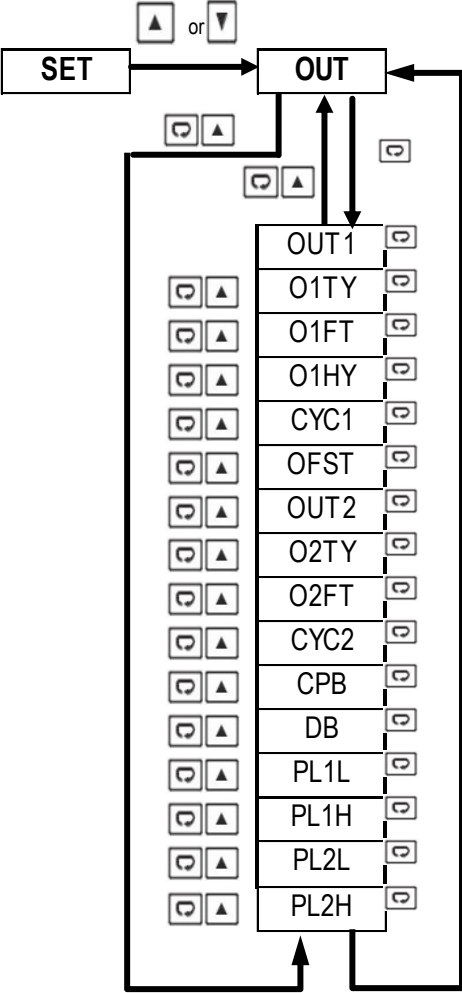 or
SET
OUT
OUT1
O1TY
O1FT
O1HY
CYC1
OFST
OUT2
O2TY
O2FT
CYC2
CPB
DB
PL1L
PL1H
PL2L
PL2H